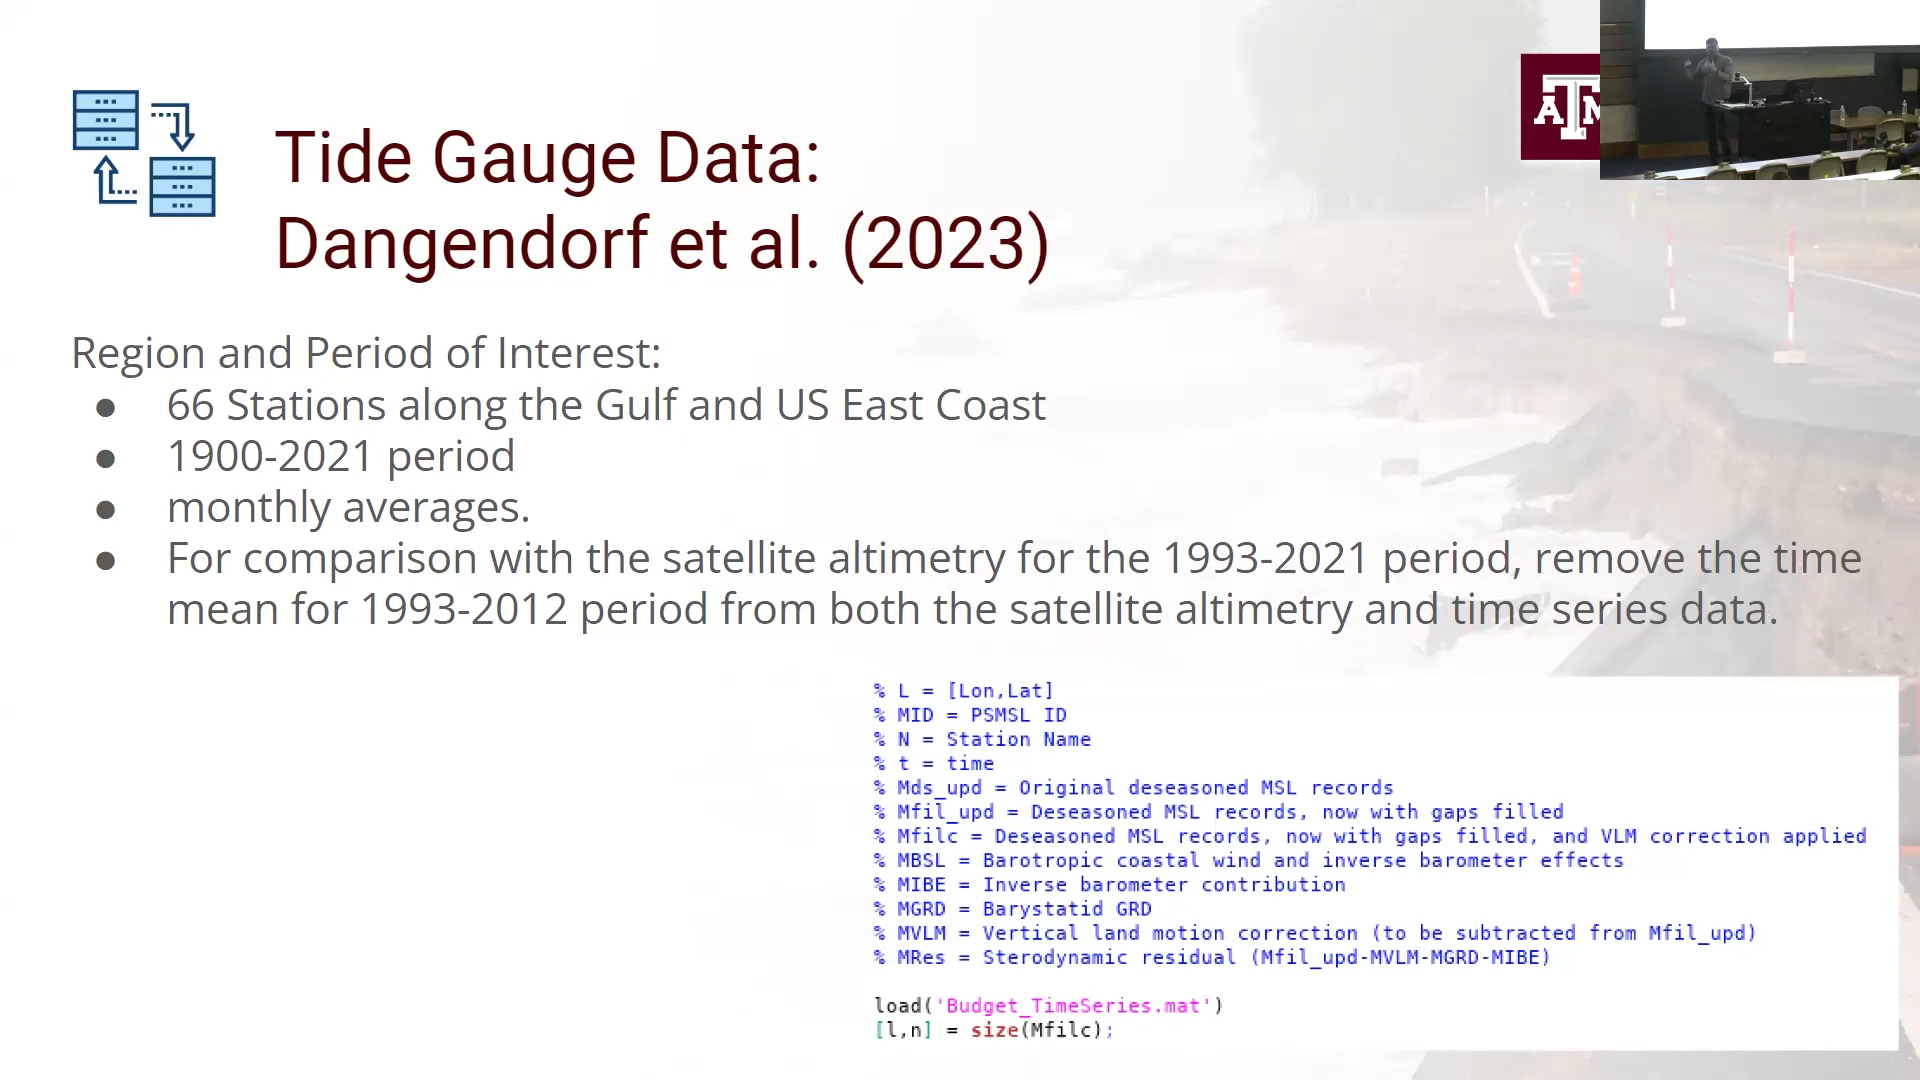 Tide Gauge Data:
Dangendorf et al. (2023)
ATM
Region and Period of Interest:
● 66 Stations along the Gulf and US East Coast
● 1900-2021 period
● monthly averages.
● For comparison with the satellite altimetry for the 1993-2021 period, remove the time
mean for 1993-2012 period from both the satellite altimetry and time series data.
% L = [Lon,Lat]
% MID = PSMSL ID
% N = Station Name
% t = time
% Mds_upd = Original deseasoned MSL records
% Mfil_upd = Deseasoned MSL records, now with gaps filled
% Mfilc = Deseasoned MSL records, now with gaps filled, and VLM correction applied
% MBSL = Barotropic coastal wind and inverse barometer effects
% MIBE = Inverse barometer contribution
% MGRD = Barystatid GRD
% MVLM = Vertical land motion correction (to be subtracted from Mfil_upd)
% MRes = Sterodynamic residual (Mfil_upd-MVLM-MGRD-MIBE)
load('Budget_TimeSeries.mat')
[l,n] = size(Mfilc);